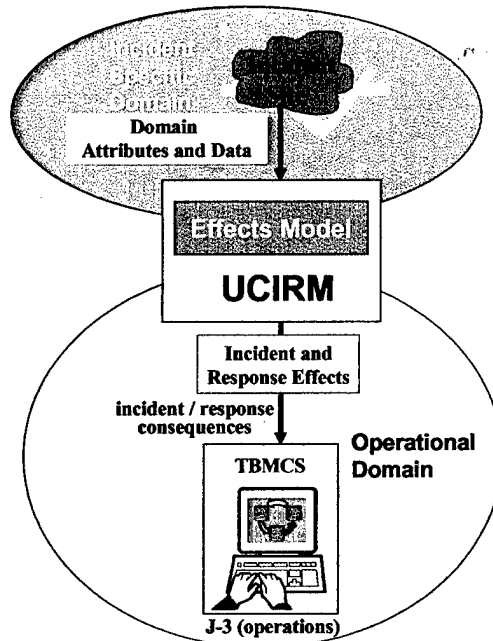 Incident
Specific
Domain
Domain
Attributes and Data
Effects Model
UCIRM
Incident and
Response Effects
incident / response
consequences
Operational
Domain
TBMCS
J-3 (operations)